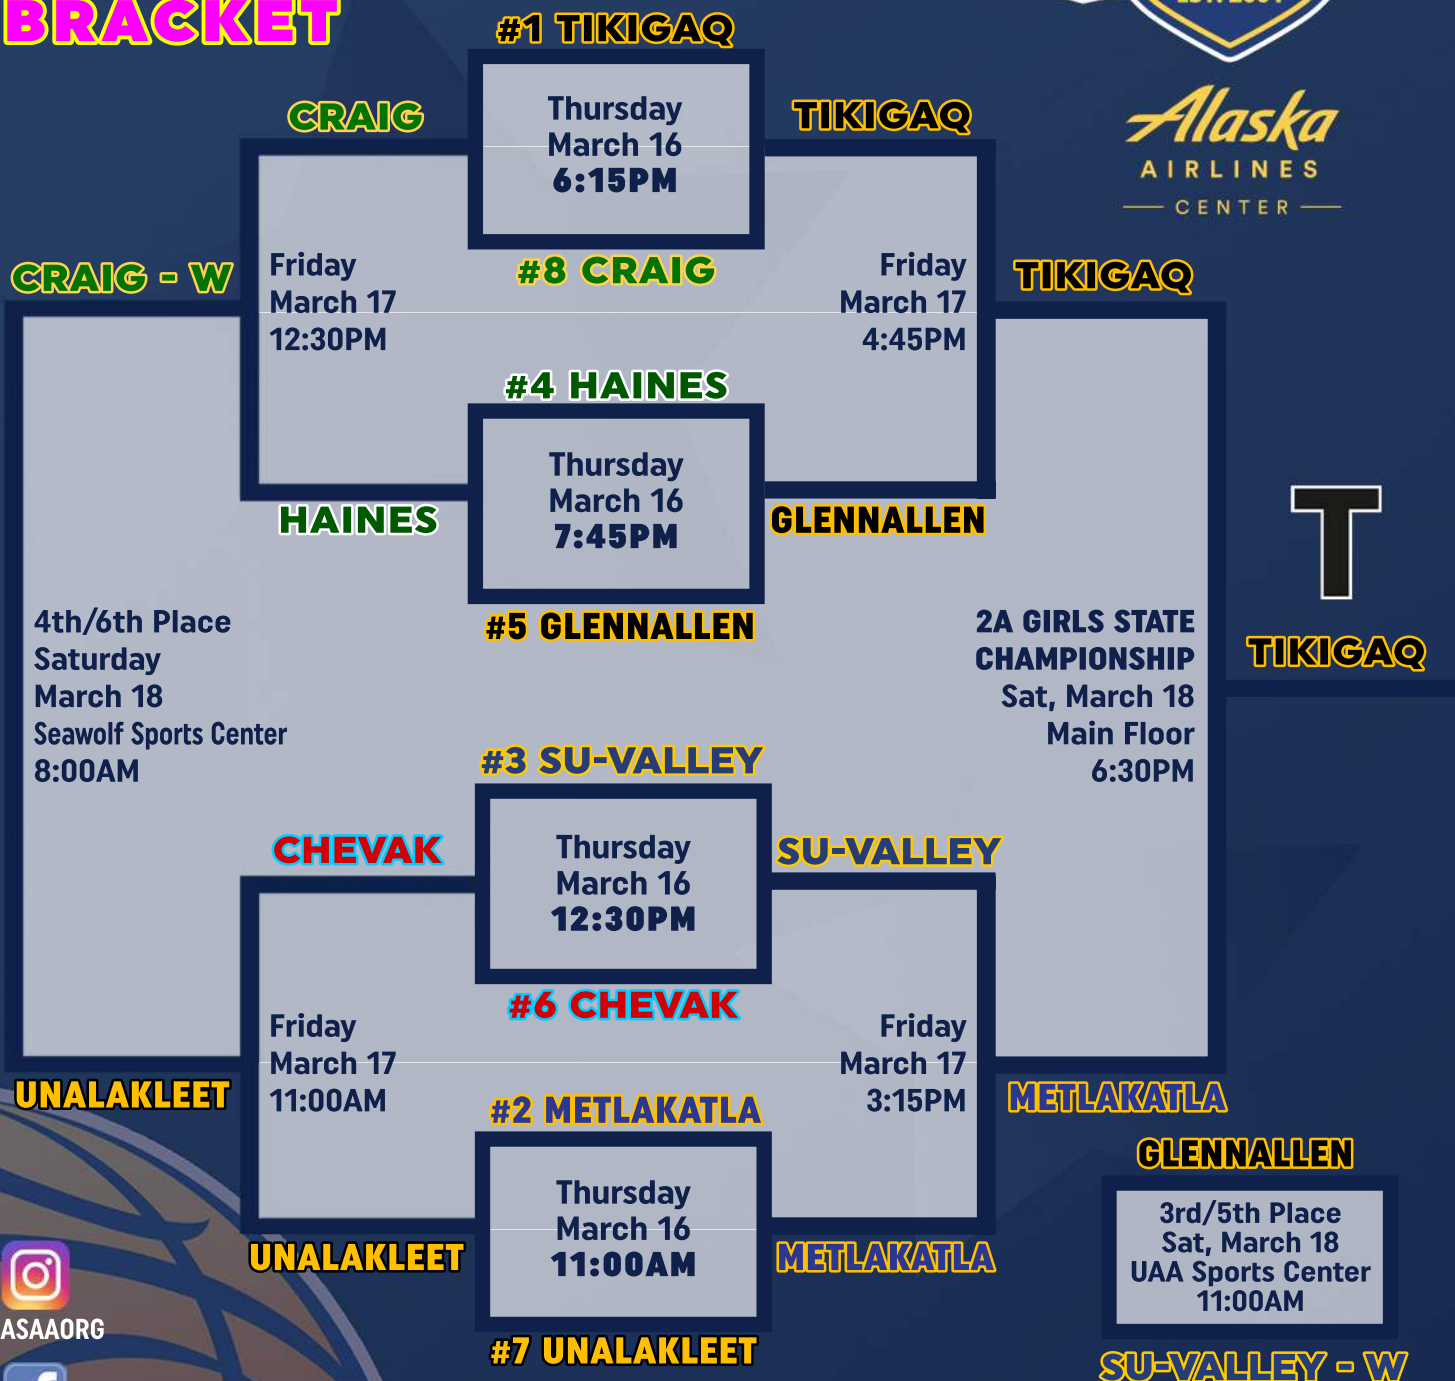 BRACKET
#1 TIKIGAQ
Thursday
March 16
6:15PM
#8 CRAIG
CRAIG
TIKIGAQ
Alaska
AIRLINES
CENTER
CRAIG - W
Friday
March 17
12:30PM
Friday
March 17
4:45PM
TIKIGAQ
#4 HAINES
Thursday
March 16
7:45PM
#5 GLENNALLEN
HAINES
GLENNALLEN
T
TIKIGAQ
4th/6th Place
Saturday
March 18
Seawolf Sports Center
8:00AM
2A GIRLS STATE
CHAMPIONSHIP
Sat, March 18
Main Floor
6:30PM
#3 SU-VALLEY
Thursday
March 16
12:30PM
#6 CHEVAK
CHEVAK
SU-VALLEY
Friday
March 17
11:00AM
Friday
March 17
3:15PM
UNALAKLEET
METLAKATLA
#2 METLAKATLA
Thursday
March 16
11:00AM
#7 UNALAKLEET
UNALAKLEET
METLAKATLA
GLENNALLEN
3rd/5th Place
Sat, March 18
UAA Sports Center
11:00AM
SU-VALLEY - W
ASAAORG